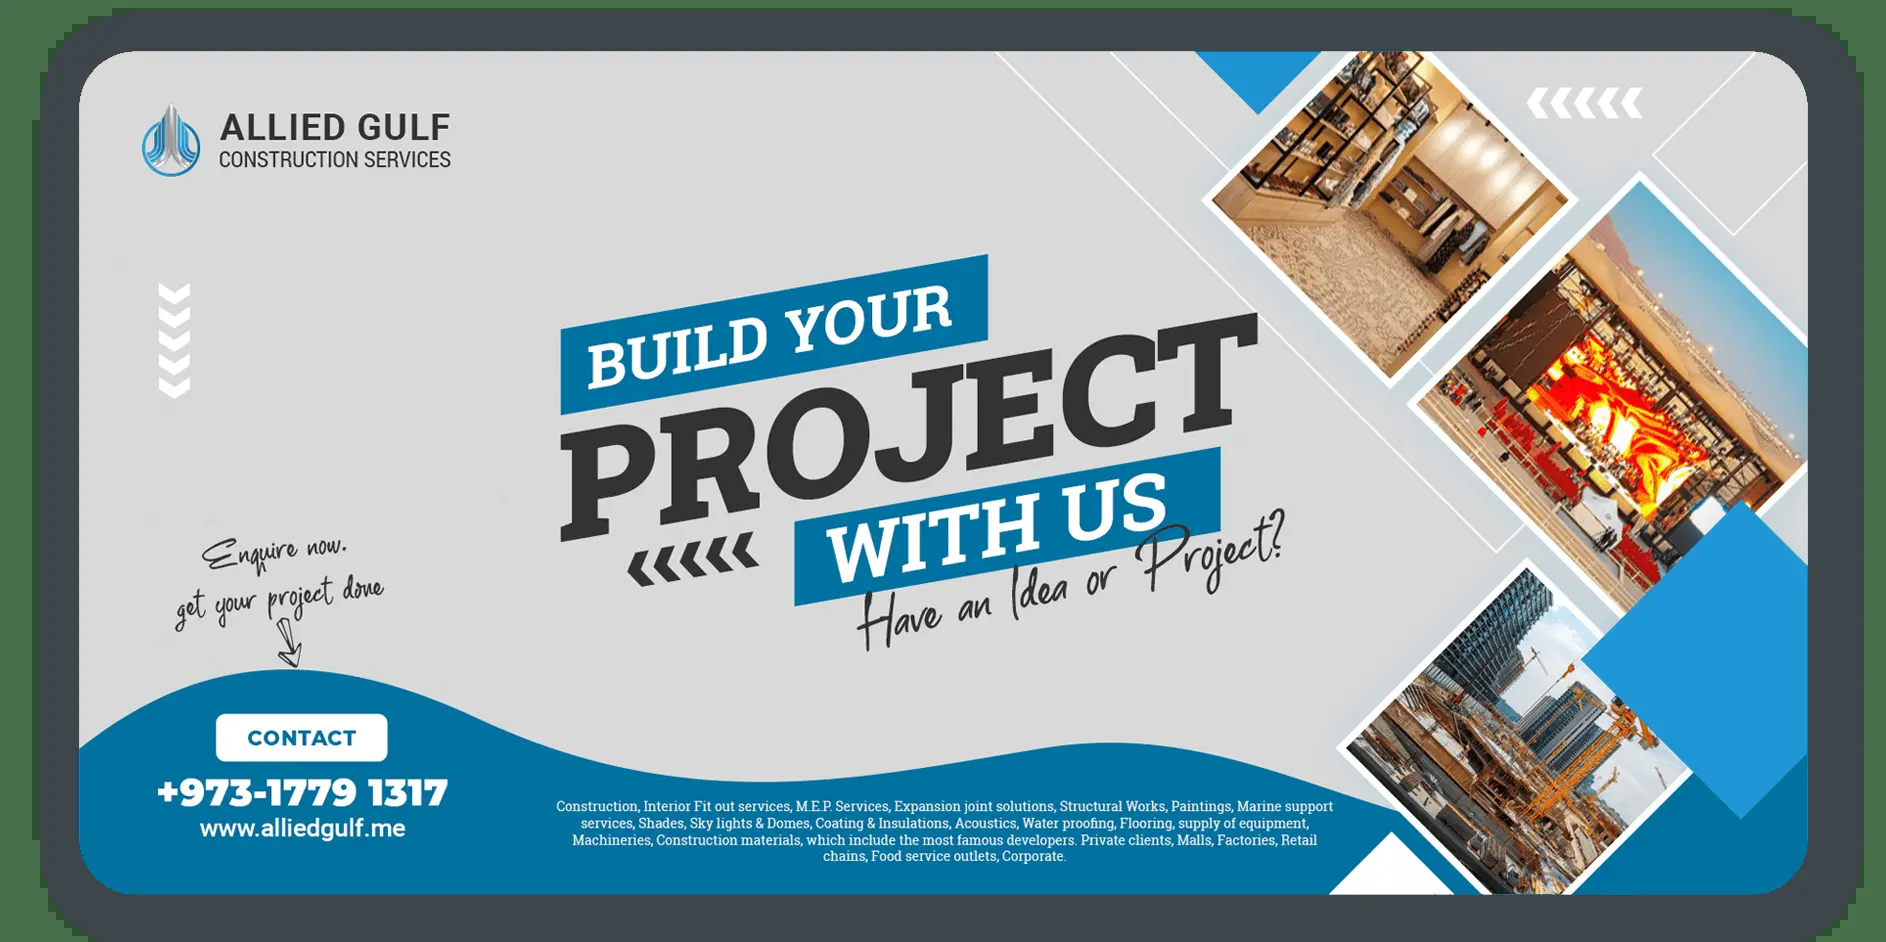 ALLIED GULF
CONSTRUCTION SERVICES
BUILD YOUR
PROJECT
WITH US
Have an Idea or Project?
Enquire now.
get your project done
CONTACT
+973-1779 1317
www.alliedgulf.me
Construction, Interior Fit out services, M.E.P. Services, Expansion joint solutions, Structural Works, Paintings, Marine support
services, Shades, Sky lights & Domes, Coating & Insulations, Acoustics, Water proofing, Flooring, supply of equipment,
Machineries, Construction materials, which include the most famous developers. Private clients, Malls, Factories, Retail
chains, Food service outlets, Corporate.